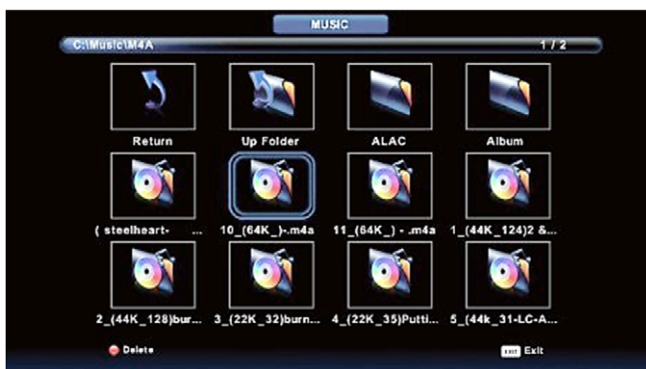 MUSIC
C:\Music\M4A 1 / 2
Return Up Folder ALAC Album
( steelheart- ... 10_(64K_)-.m4a 11_(64K_) - .m4a 1_(44K_124)2 &...
2_(44K_128)bur... 3_(22K_32)burn... 4_(22K_35)Putti... 5_(44k_31-LC-A...
Delete EXIT Exit